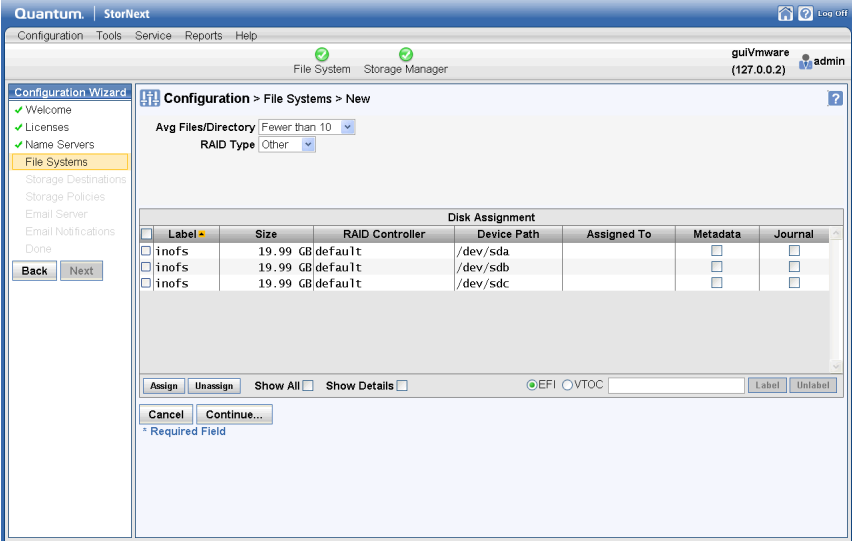 Quantum. StorNext Log Off
Configuration Tools Service Reports Help
File System Storage Manager guiVmware (127.0.0.2) admin
Configuration Wizard
Welcome
Licenses
Name Servers
File Systems
Storage Destinations
Storage Policies
Email Server
Email Notifications
Done
Back Next
Configuration > File Systems > New ?
Avg Files/Directory Fewer than 10
RAID Type Other
Disk Assignment
Label Size RAID Controller Device Path Assigned To Metadata Journal
inofs 19.99 GB default /dev/sda
inofs 19.99 GB default /dev/sdb
inofs 19.99 GB default /dev/sdc
Assign Unassign Show All Show Details EFI VTOC Label Unlabel
Cancel Continue...
* Required Field